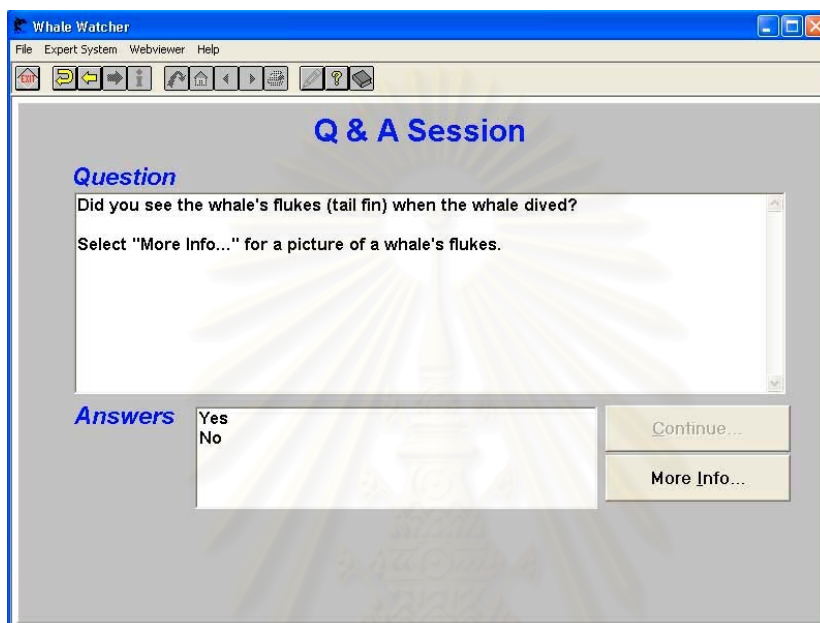 Whale Watcher
File Expert System Webviewer Help
EXIT
Q & A Session
Question
Did you see the whale's flukes (tail fin) when the whale dived?
Select "More Info..." for a picture of a whale's flukes.
Answers
Yes
No
Continue...
More Info...